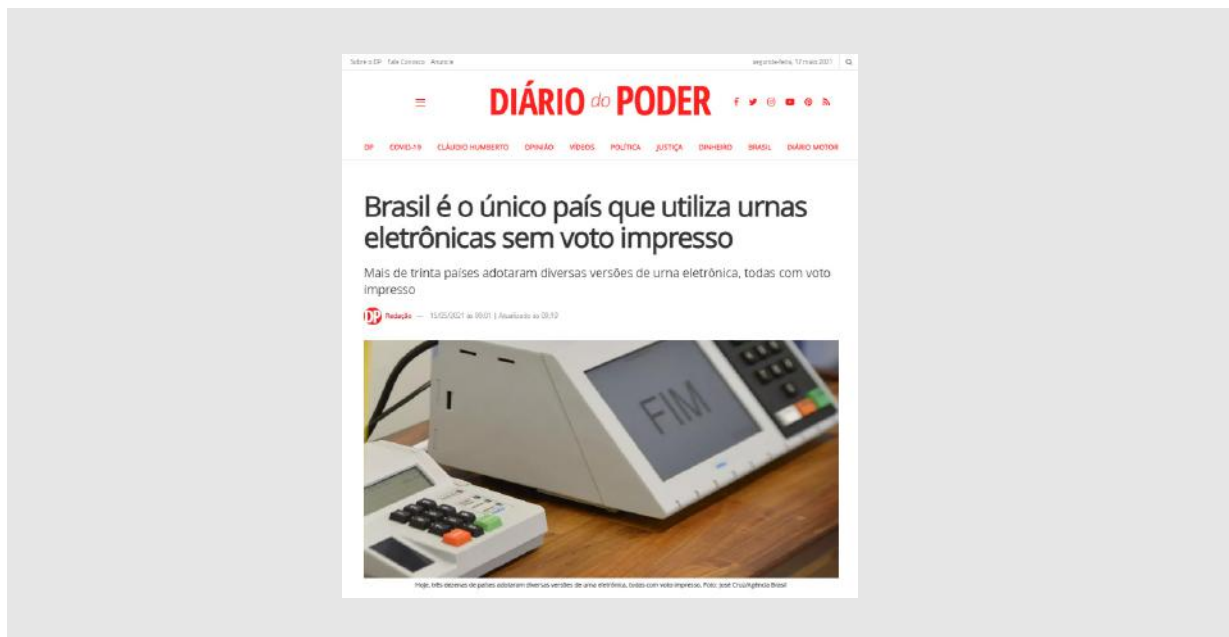 Sobre o DP Fale Conosco Anuncie segunda-feira, 17 maio 2021
DIÁRIO do PODER
DP COVID-19 CLÁUDIO HUMBERTO OPINIÃO VÍDEOS POLÍTICA JUSTIÇA DINHEIRO BRASIL DIÁRIO MOTOR
Brasil é o único país que utiliza urnas
eletrônicas sem voto impresso
Mais de trinta países adotaram diversas versões de urna eletrônica, todas com voto
impresso
DP Redação — 15/05/2021 às 00:01 | Atualizado às
FIM
Hoje, três dezenas de países adotaram diversas versões de urna eletrônica, todas com voto impresso. Foto: José Cruz/Agência Brasil